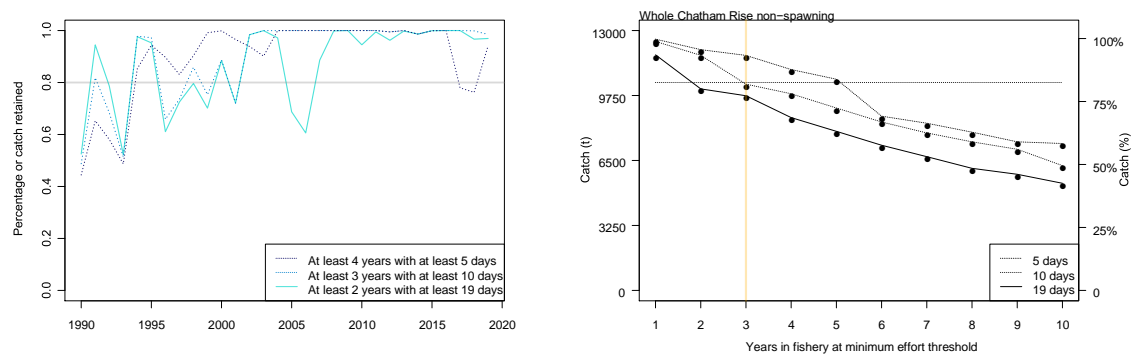 Percentage or catch retained
1.0
0.8
0.6
0.4
0.2
0.0
1990 1995 2000 2005 2010 2015 2020
At least 4 years with at least 5 days
At least 3 years with at least 10 days
At least 2 years with at least 19 days
Whole Chatham Rise non−spawning
Catch (t)
13000
9750
6500
3250
0
100%
75%
50%
25%
0
Catch (%)
5 days
10 days
19 days
1 2 3 4 5 6 7 8 9 10
Years in fishery at minimum effort threshold